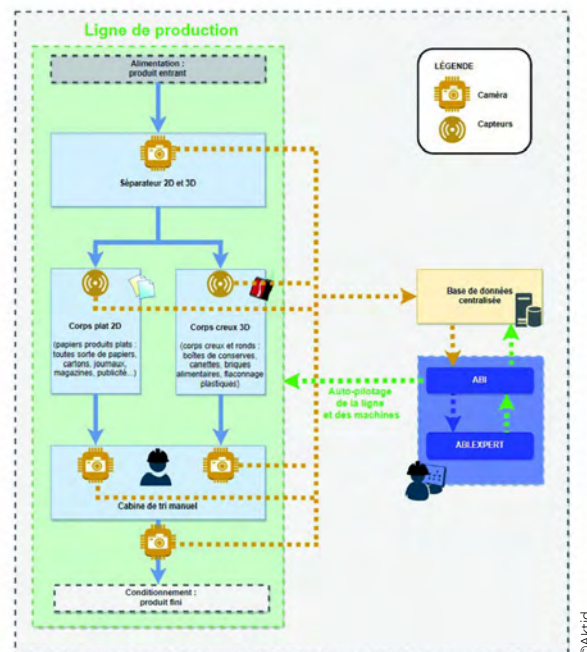 Ligne de production
Alimentation :
produit entrant
LÉGENDE
Caméra
Capteurs
Séparateur 2D et 3D
Corps plat 2D
(papiers produits plats :
toutes sorte de papiers,
cartons, journaux,
magazines, publicité...)
Corps creux 3D
(corps creux et ronds :
boîtes de conserves,
canettes, briques
alimentaires, flaconnage
plastiques)
Base de données
centralisée
ABI
Auto-pilotage
de la ligne
et des machines
ABI.EXPERT
Cabine de tri manuel
Conditionnement :
produit fini
©Aktid